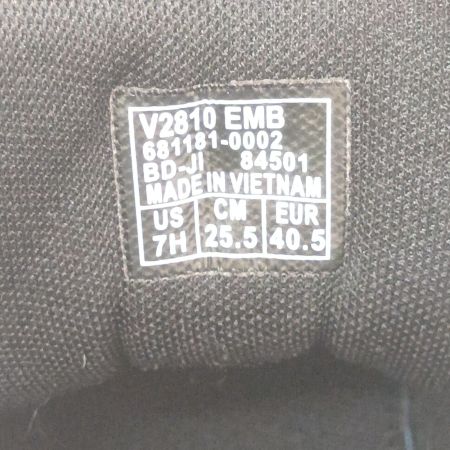 V2810 EMB
681181-0002
BD-JI 84501
MADE IN VIETNAM
US CM EUR
7H 25.5 40.5